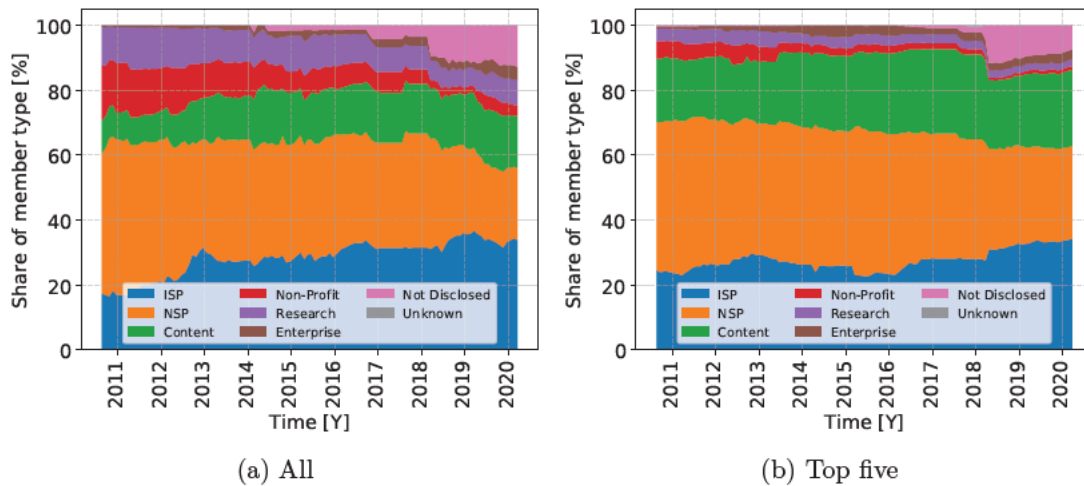 Share of member type [%]
100
80
60
40
20
0
ISP
NSP
Content
Non-Profit
Research
Enterprise
Not Disclosed
Unknown
2011
2012
2013
2014
2015
2016
2017
2018
2019
2020
Time [Y]
(a) All
Share of member type [%]
100
80
60
40
20
0
ISP
NSP
Content
Non-Profit
Research
Enterprise
Not Disclosed
Unknown
2011
2012
2013
2014
2015
2016
2017
2018
2019
2020
Time [Y]
(b) Top five